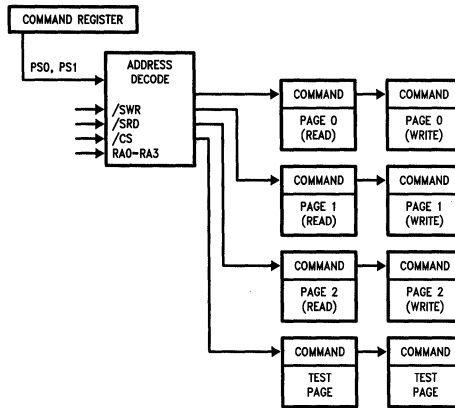 COMMAND REGISTER
PS0, PS1
ADDRESS
DECODE
/SWR
/SRD
/CS
RA0-RA3
COMMAND
PAGE 0
(READ)
COMMAND
PAGE 0
(WRITE)
COMMAND
PAGE 1
(READ)
COMMAND
PAGE 1
(WRITE)
COMMAND
PAGE 2
(READ)
COMMAND
PAGE 2
(WRITE)
COMMAND
TEST
PAGE
COMMAND
TEST
PAGE